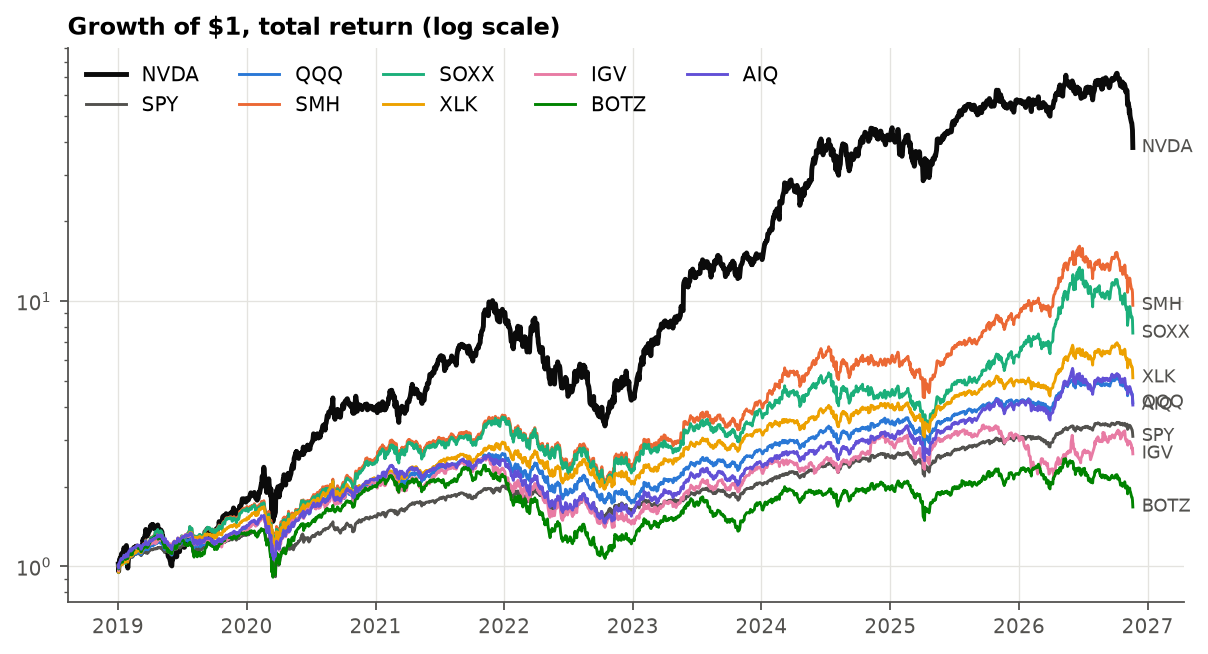 Growth of $1, total return (log scale)
NVDA QQQ SOXX IGV AIQ
SPY SMH XLK BOTZ
NVDA
10¹
SMH
SOXX
XLK
QQQ
AIQ
SPY
IGV
BOTZ
10⁰
2019 2020 2021 2022 2023 2024 2025 2026 2027